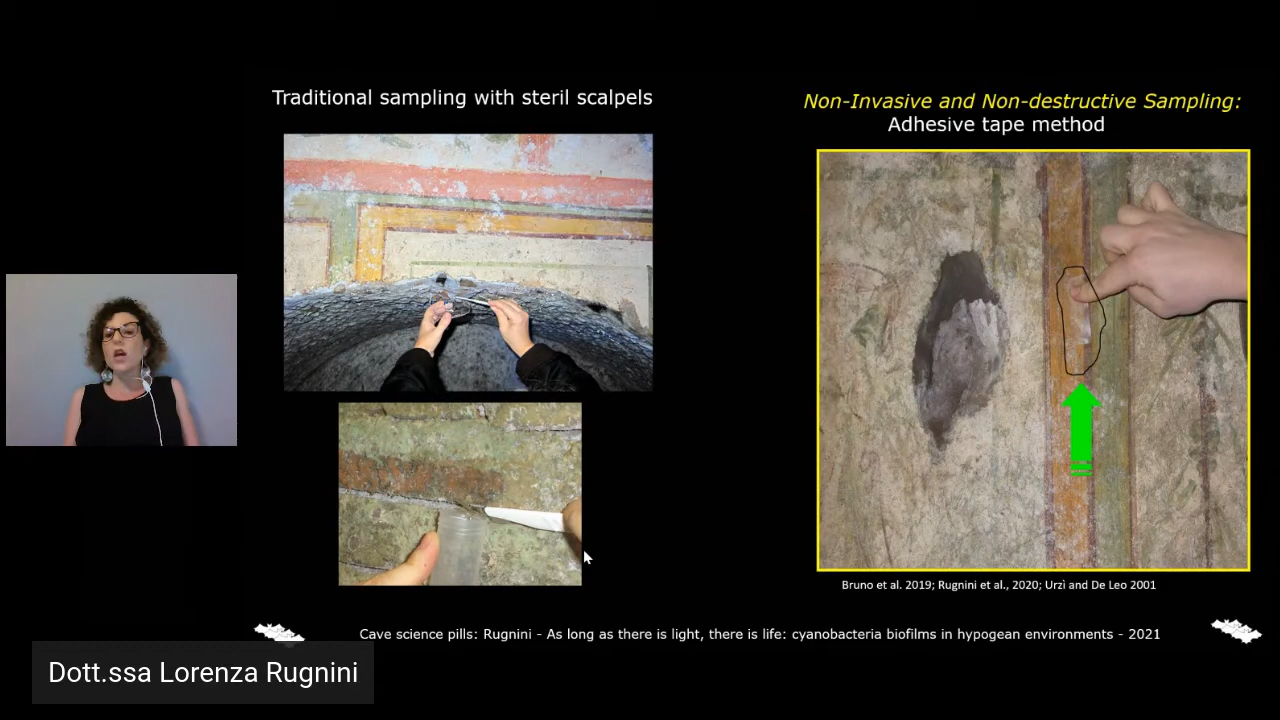 Traditional sampling with steril scalpels
Non-Invasive and Non-destructive Sampling:
Adhesive tape method
Bruno et al. 2019; Rugnini et al., 2020; Urzì and De Leo 2001
Cave science pills: Rugnini - As long as there is light, there is life: cyanobacteria biofilms in hypogean environments - 2021
Dott.ssa Lorenza Rugnini